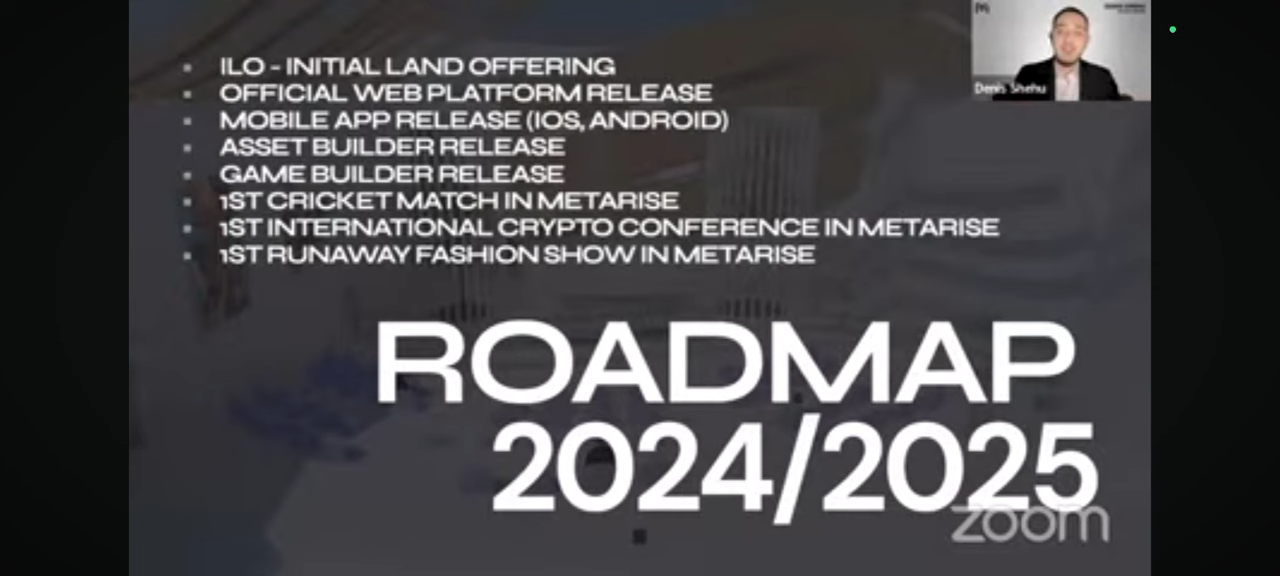 ILO - INITIAL LAND OFFERING
OFFICIAL WEB PLATFORM RELEASE
MOBILE APP RELEASE (IOS, ANDROID)
ASSET BUILDER RELEASE
GAME BUILDER RELEASE
1ST CRICKET MATCH IN METARISE
1ST INTERNATIONAL CRYPTO CONFERENCE IN METARISE
1ST RUNAWAY FASHION SHOW IN METARISE
Denis Shehu
ROADMAP
2024/2025
zoom